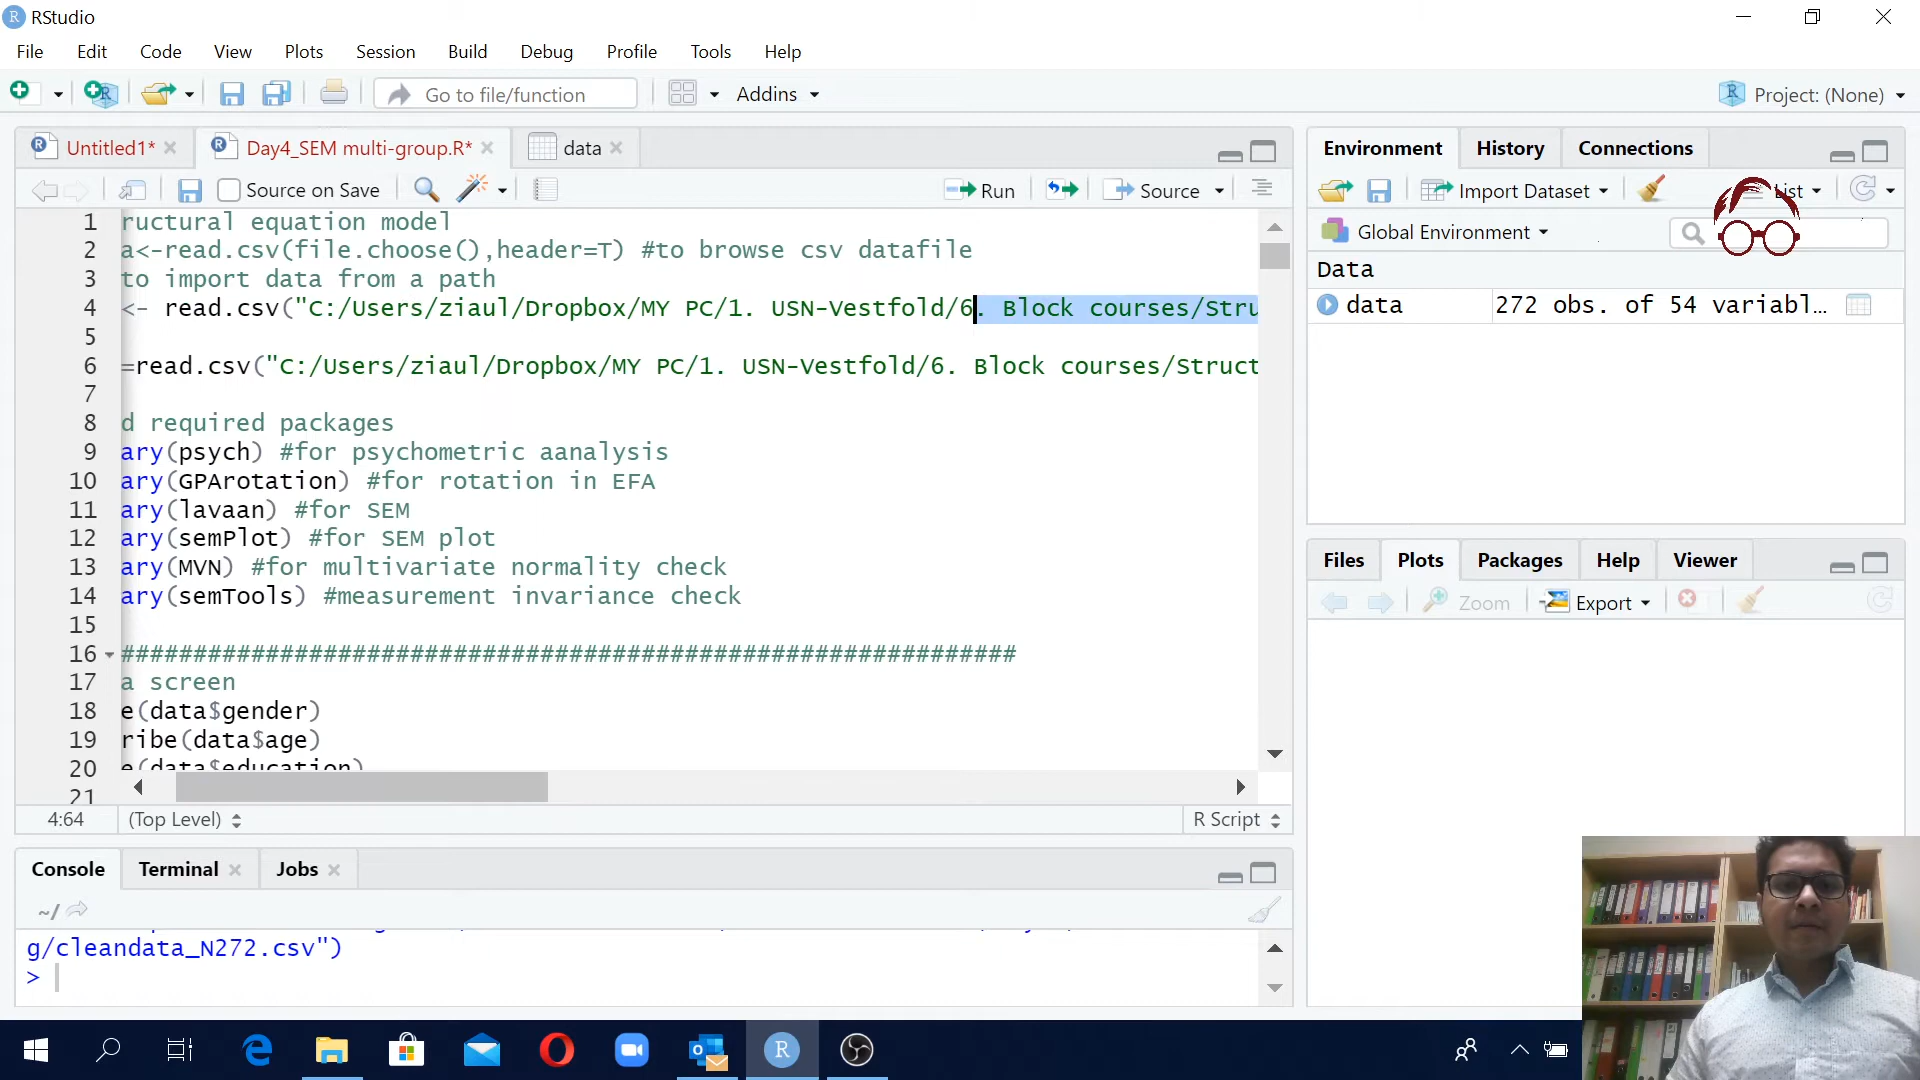 RStudio
File Edit Code View Plots Session Build Debug Profile Tools Help
Go to file/function Addins Project: (None)
Untitled1* Day4_SEM multi-group.R* data
Source on Save Run Source
1 ructural equation model
2 a<-read.csv(file.choose(),header=T) #to browse csv datafile
3 to import data from a path
4 <- read.csv("C:/Users/ziaul/Dropbox/MY PC/1. USN-Vestfold/6. Block courses/Stru
5
6 =read.csv("C:/Users/ziaul/Dropbox/MY PC/1. USN-Vestfold/6. Block courses/Struct
7
8 d required packages
9 ary(psych) #for psychometric aanalysis
10 ary(GPArotation) #for rotation in EFA
11 ary(lavaan) #for SEM
12 ary(semPlot) #for SEM plot
13 ary(MVN) #for multivariate normality check
14 ary(semTools) #measurement invariance check
15
16 ##############################################################
17 a screen
18 e(data$gender)
19 ribe(data$age)
20 e(data$education)
21
4:64 (Top Level) R Script
Console Terminal Jobs
~/
g/cleandata_N272.csv")
>
Environment History Connections
Import Dataset List
Global Environment
Data
data 272 obs. of 54 variabl…
Files Plots Packages Help Viewer
Zoom Export